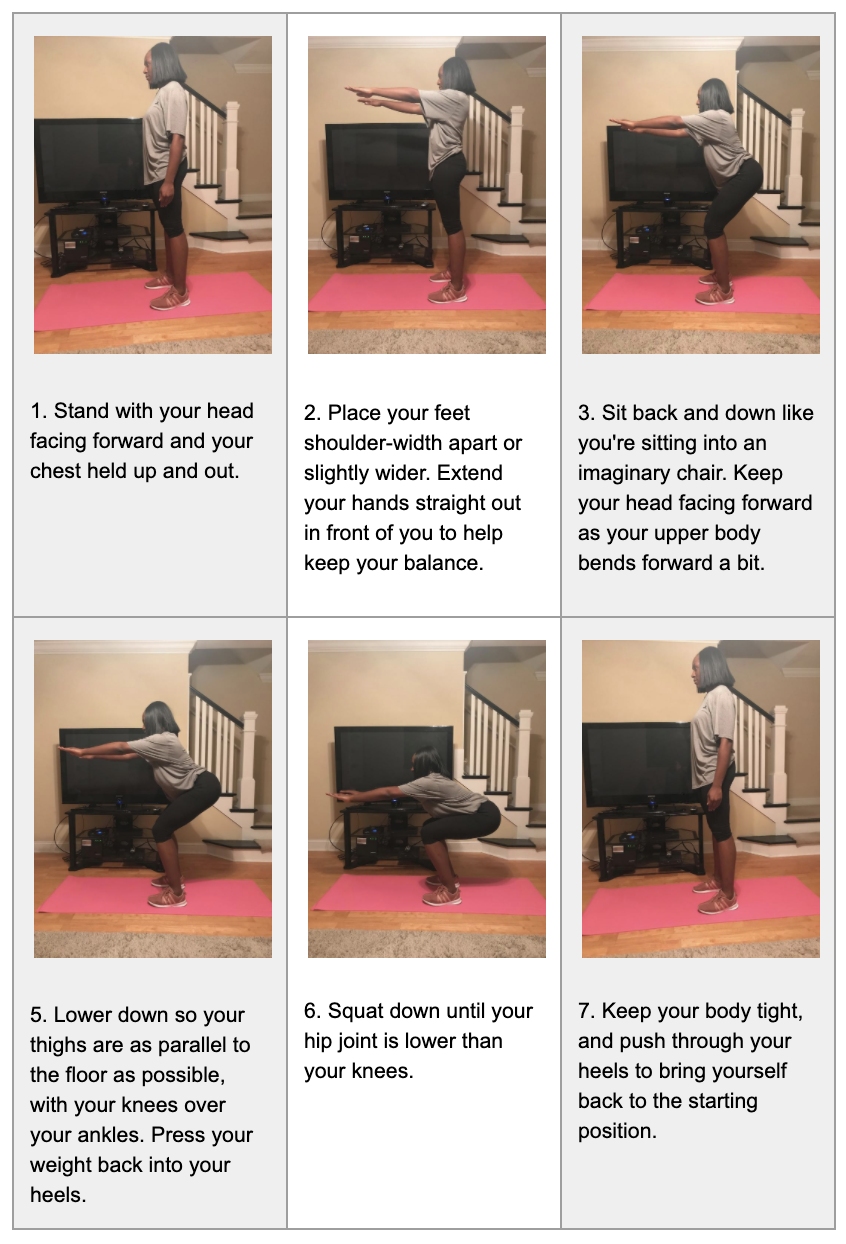 1. Stand with your head
facing forward and your
chest held up and out.
2. Place your feet
shoulder-width apart or
slightly wider. Extend
your hands straight out
in front of you to help
keep your balance.
3. Sit back and down like
you're sitting into an
imaginary chair. Keep
your head facing forward
as your upper body
bends forward a bit.
5. Lower down so your
thighs are as parallel to
the floor as possible,
with your knees over
your ankles. Press your
weight back into your
heels.
6. Squat down until your
hip joint is lower than
your knees.
7. Keep your body tight,
and push through your
heels to bring yourself
back to the starting
position.